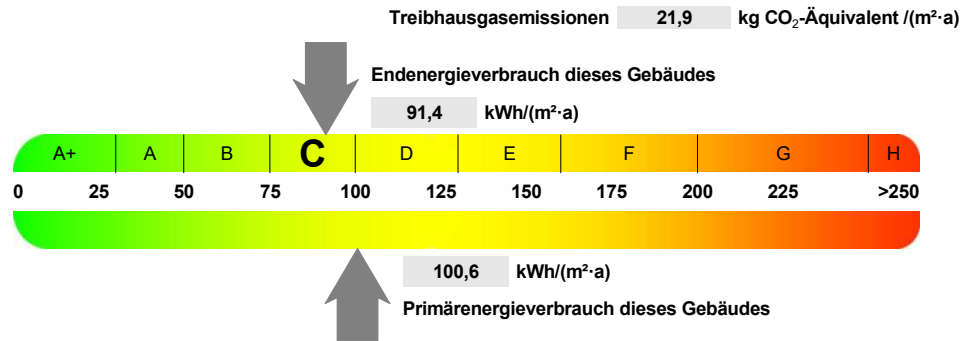 Treibhausgasemissionen 21,9 kg CO₂-Äquivalent /(m²·a)
Endenergieverbrauch dieses Gebäudes
91,4 kWh/(m²·a)
A+ A B C D E F G H
0 25 50 75 100 125 150 175 200 225 >250
100,6 kWh/(m²·a)
Primärenergieverbrauch dieses Gebäudes